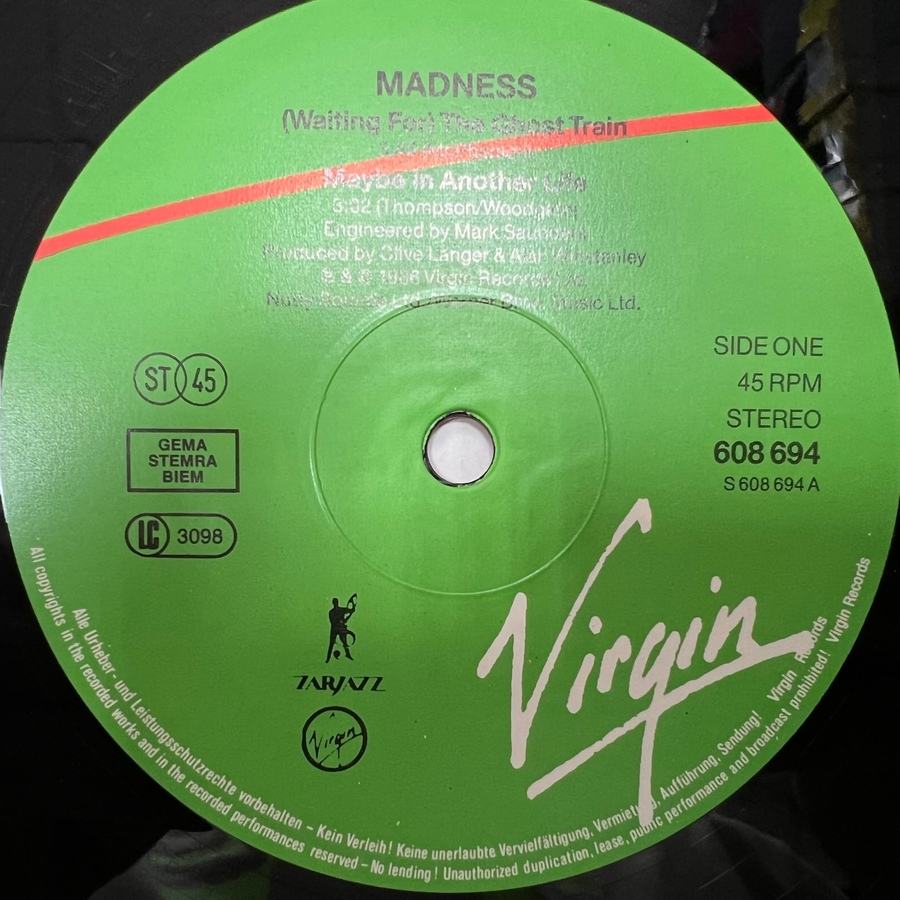 MADNESS
(Waiting For) The Ghost Train
Maybe In Another Life
3:02 (Thompson/Woodgate)
Engineered by Mark Saunders
Produced by Clive Langer & Alan Winstanley
℗ & © 1986 Virgin Records Ltd.
Ltd./Warner Bros. Music Ltd.
ST 45
GEMA
STEMRA
BIEM
LC 3098
SIDE ONE
45 RPM
STEREO
608 694
S 608 694 A
Virgin
ZARJAZZ
Virgin
Alle Urheber- und Leistungsschutzrechte vorbehalten – Kein Verleih! Keine unerlaubte Vervielfältigung, Vermietung, Aufführung, Sendung! Virgin Records
All copyrights in the recorded works and in the recorded performances reserved – No lending! Unauthorized duplication, lease, public performance and broadcast prohibited! Virgin Records